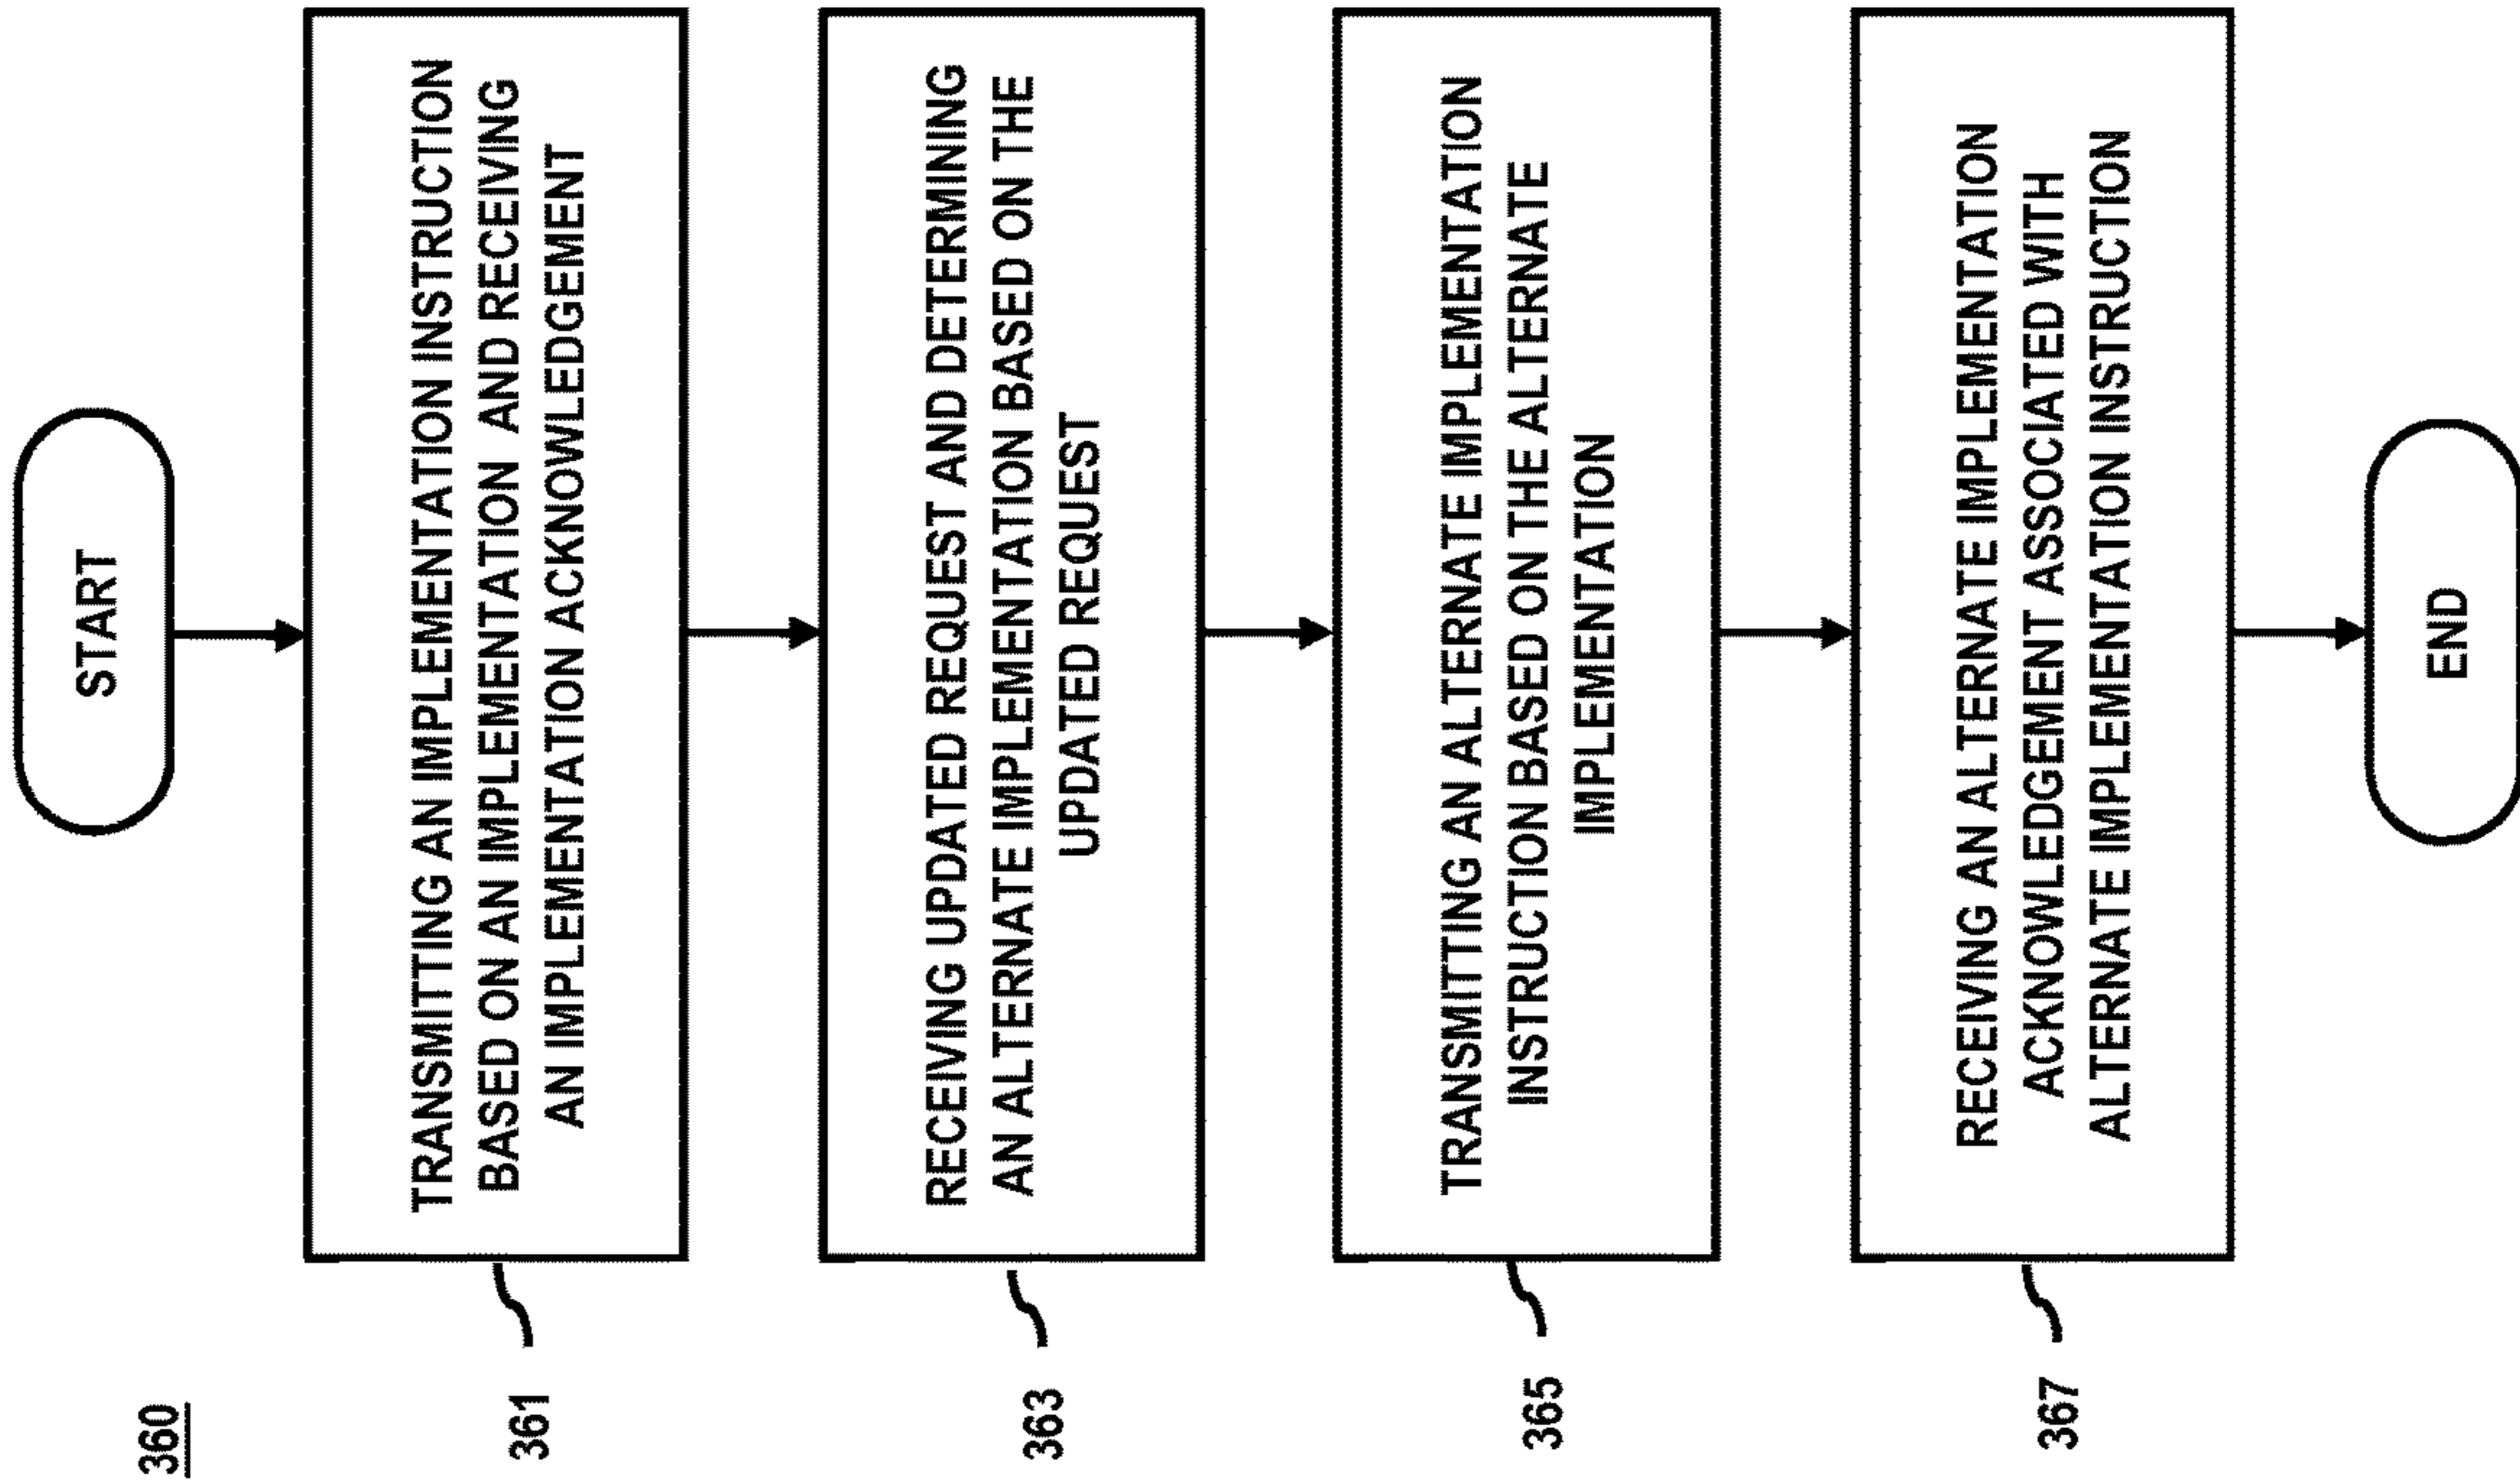 360
START
361
TRANSMITTING AN IMPLEMENTATION INSTRUCTION
BASED ON AN IMPLEMENTATION AND RECEIVING
AN IMPLEMENTATION ACKNOWLEDGEMENT
363
RECEIVING UPDATED REQUEST AND DETERMINING
AN ALTERNATE IMPLEMENTATION BASED ON THE
UPDATED REQUEST
365
TRANSMITTING AN ALTERNATE IMPLEMENTATION
INSTRUCTION BASED ON THE ALTERNATE
IMPLEMENTATION
367
RECEIVING AN ALTERNATE IMPLEMENTATION
ACKNOWLEDGEMENT ASSOCIATED WITH
ALTERNATE IMPLEMENTATION INSTRUCTION
END